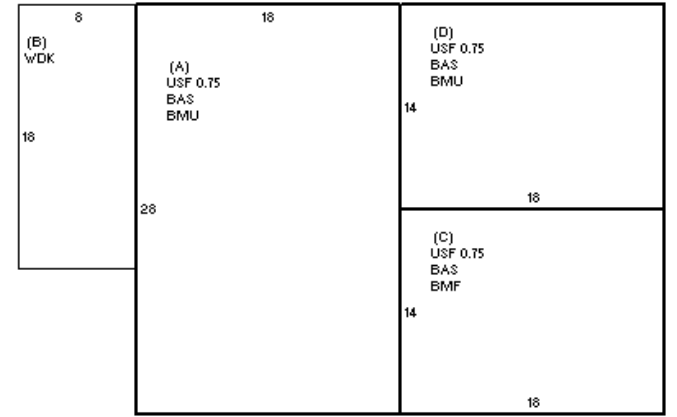 8
(B)
WDK
18
18
(A)
USF 0.75
BAS
BMU
28
(D)
USF 0.75
BAS
BMU
14
18
(C)
USF 0.75
BAS
BMF
14
18